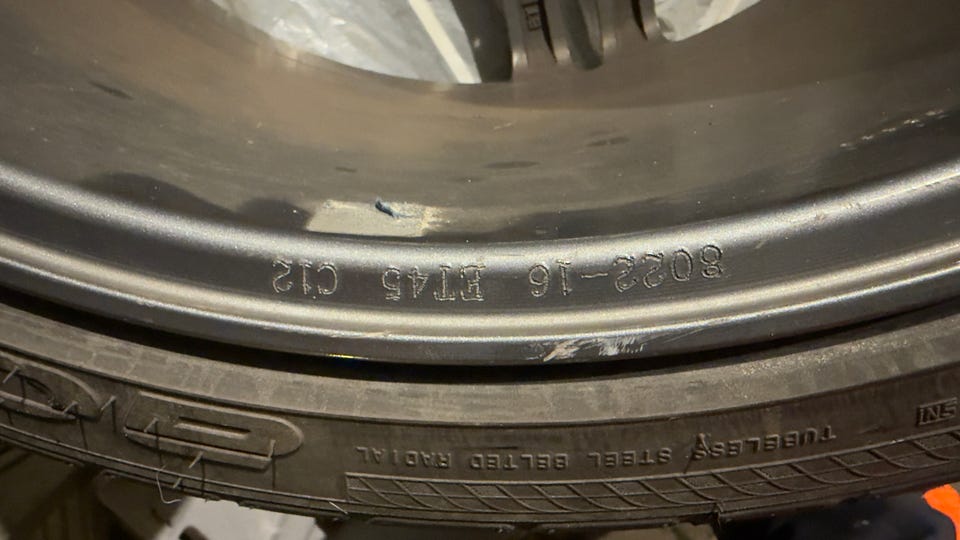 TUBELESS STEEL BELTED RADIAL
8022-16 ET45 C12